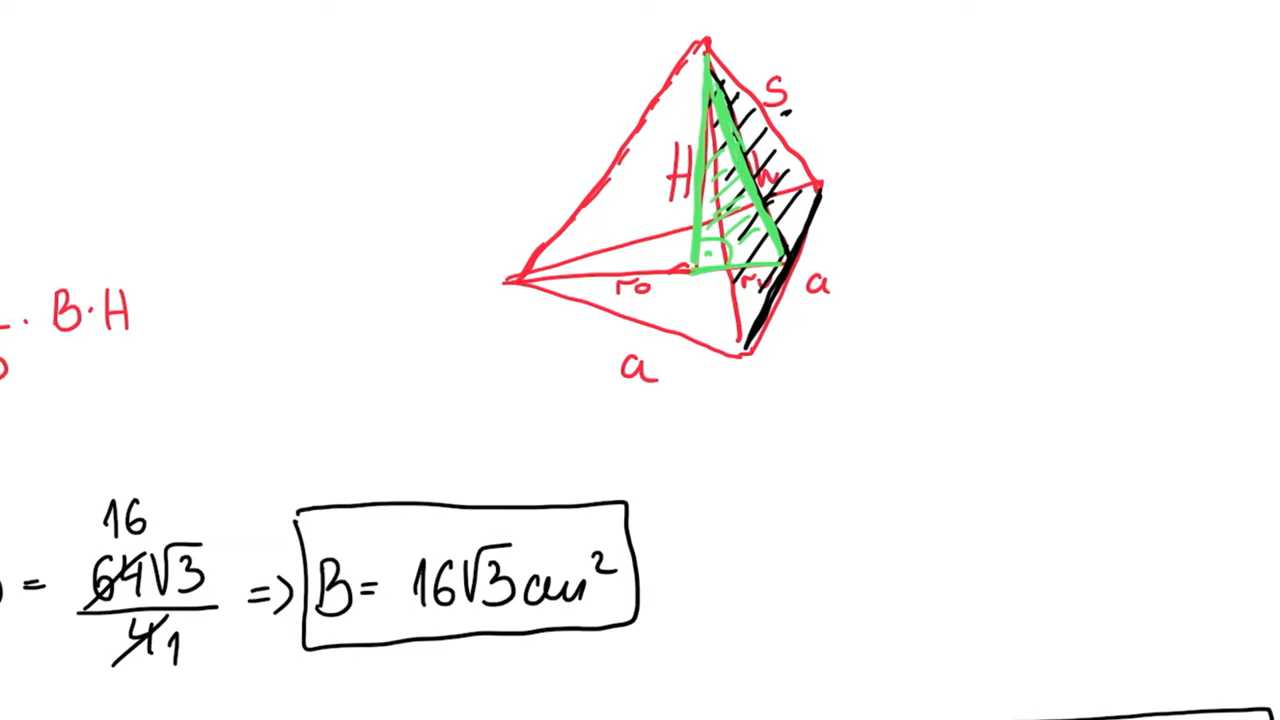 S
H
h
r₀
a
a
· B·H
16
= 64√3 / 4 1 => B = 16√3 cm²